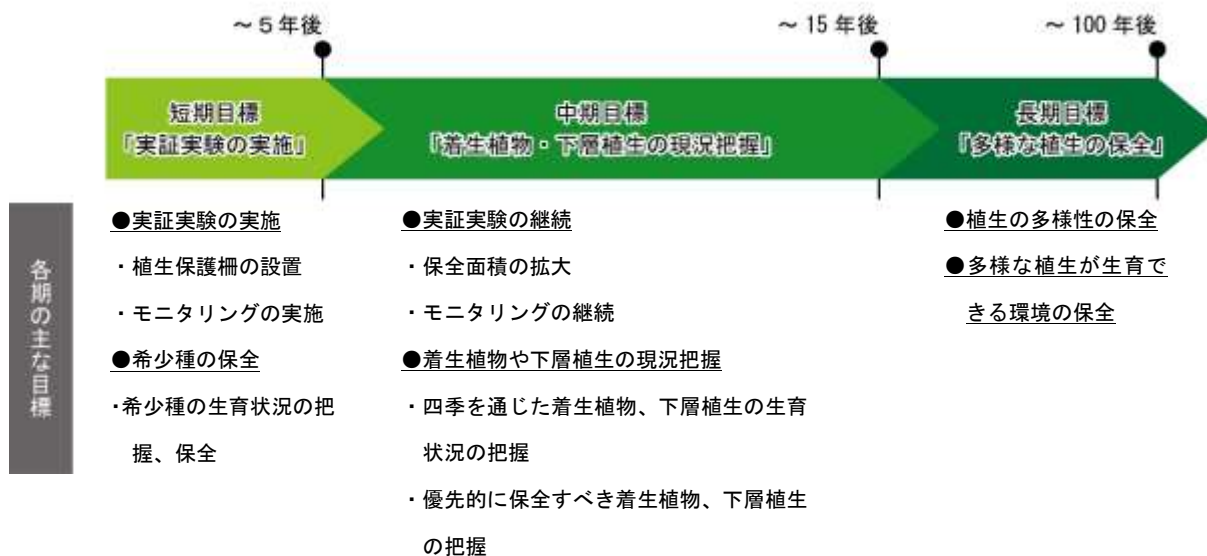 ～５年後
～15年後
～100年後
短期目標
『実証実験の実施』
中期目標
『着生植物・下層植生の現況把握』
長期目標
『多様な植生の保全』
各期の主な目標
●実証実験の実施
・植生保護柵の設置
・モニタリングの実施
●希少種の保全
・希少種の生育状況の把
握、保全
●実証実験の継続
・保全面積の拡大
・モニタリングの継続
●着生植物や下層植生の現況把握
・四季を通じた着生植物、下層植生の生育
状況の把握
・優先的に保全すべき着生植物、下層植生
の把握
●植生の多様性の保全
●多様な植生が生育で
きる環境の保全